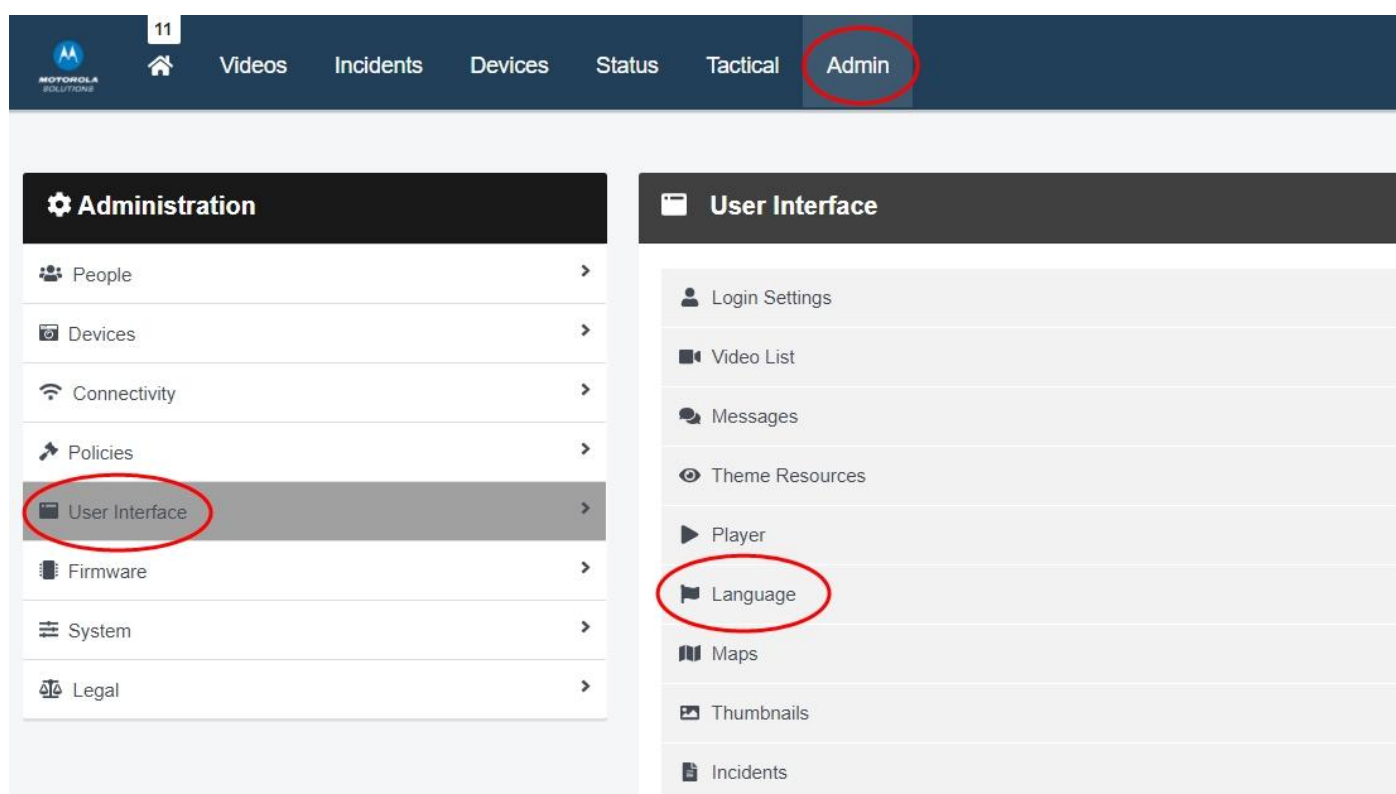 11
MOTOROLA
SOLUTIONS
Videos Incidents Devices Status Tactical Admin
Administration
People
Devices
Connectivity
Policies
User Interface
Firmware
System
Legal
User Interface
Login Settings
Video List
Messages
Theme Resources
Player
Language
Maps
Thumbnails
Incidents